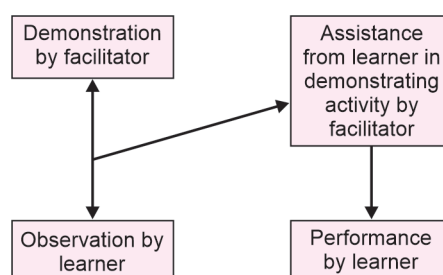 Demonstration
by facilitator
Assistance
from learner in
demonstrating
activity by
facilitator
Observation by
learner
Performance
by learner